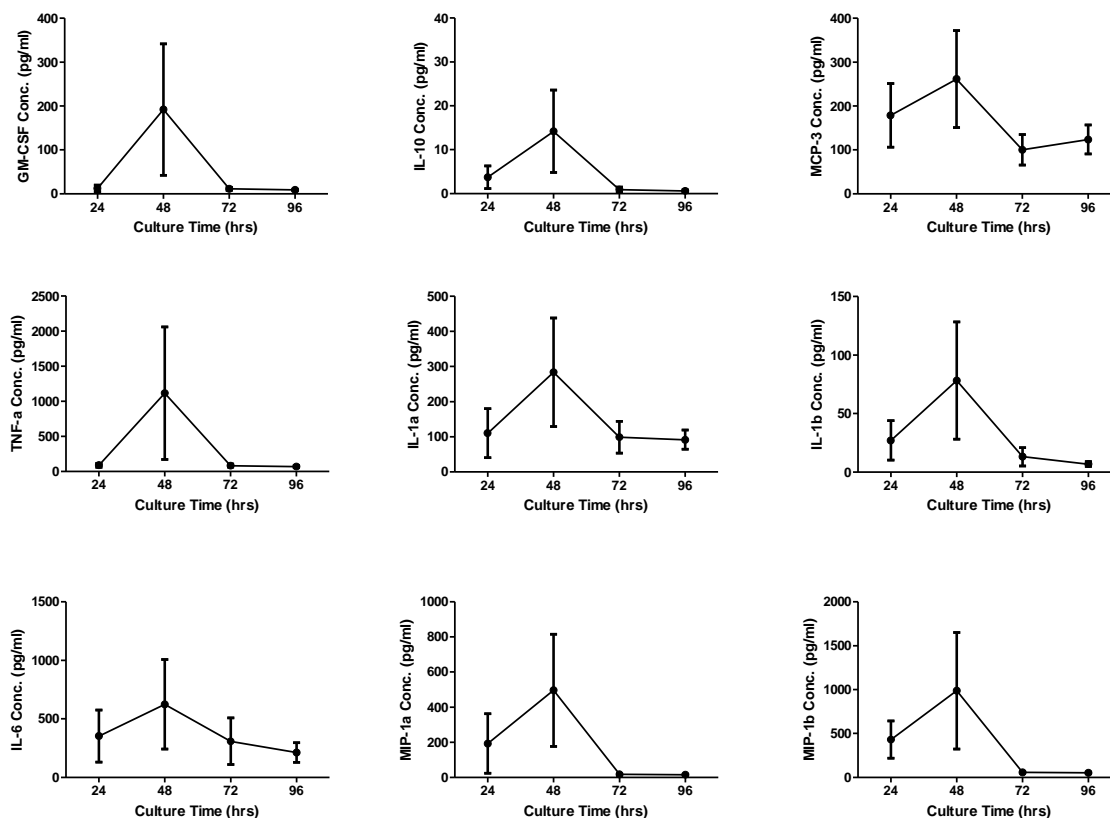 GM-CSF Conc. (pg/ml)
400
300
200
100
0
24 48 72 96
Culture Time (hrs)
IL-10 Conc. (pg/ml)
40
30
20
10
0
24 48 72 96
Culture Time (hrs)
MCP-3 Conc. (pg/ml)
400
300
200
100
0
24 48 72 96
Culture Time (hrs)
TNF-a Conc. (pg/ml)
2500
2000
1500
1000
500
0
24 48 72 96
Culture Time (hrs)
IL-1a Conc. (pg/ml)
500
400
300
200
100
0
24 48 72 96
Culture Time (hrs)
IL-1b Conc. (pg/ml)
150
100
50
0
24 48 72 96
Culture Time (hrs)
IL-6 Conc. (pg/ml)
1500
1000
500
0
24 48 72 96
Culture Time (hrs)
MIP-1a Conc. (pg/ml)
1000
800
600
400
200
0
24 48 72 96
Culture Time (hrs)
MIP-1b Conc. (pg/ml)
2000
1500
1000
500
0
24 48 72 96
Culture Time (hrs)